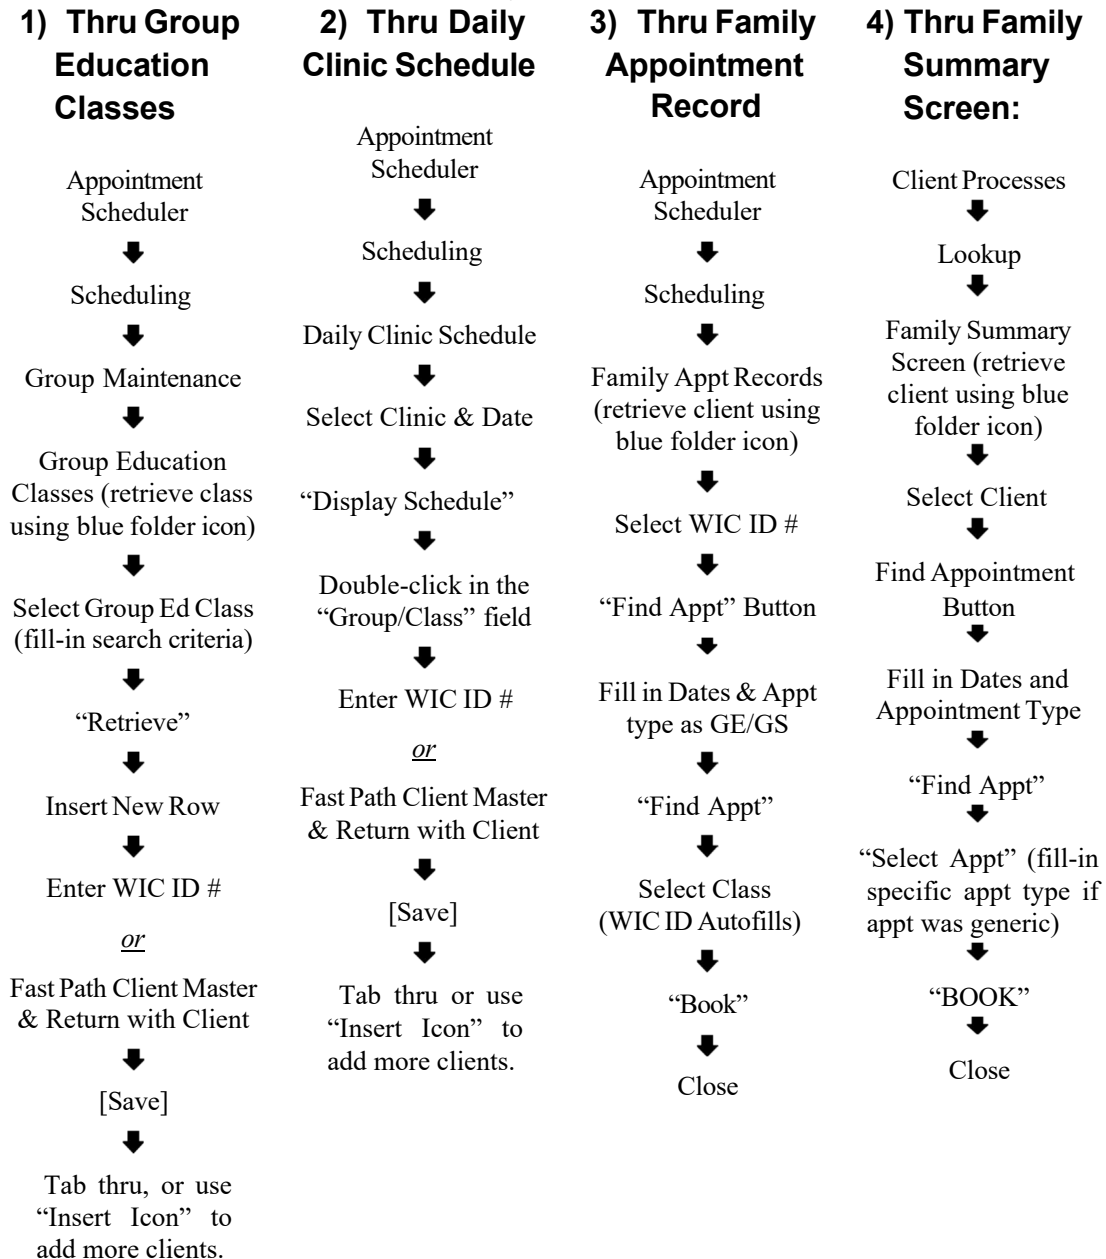 1) Thru Group
Education
Classes
Appointment
Scheduler
Scheduling
Group Maintenance
Group Education
Classes (retrieve class
using blue folder icon)
Select Group Ed Class
(fill-in search criteria)
“Retrieve”
Insert New Row
Enter WIC ID #
or
Fast Path Client Master
& Return with Client
[Save]
Tab thru, or use
“Insert Icon” to
add more clients.
2) Thru Daily
Clinic Schedule
Appointment
Scheduler
Scheduling
Daily Clinic Schedule
Select Clinic & Date
“Display Schedule”
Double-click in the
“Group/Class” field
Enter WIC ID #
or
Fast Path Client Master
& Return with Client
[Save]
Tab thru or use
“Insert Icon” to
add more clients.
3) Thru Family
Appointment
Record
Appointment
Scheduler
Scheduling
Family Appt Records
(retrieve client using
blue folder icon)
Select WIC ID #
“Find Appt” Button
Fill in Dates & Appt
type as GE/GS
“Find Appt”
Select Class
(WIC ID Autofills)
“Book”
Close
4) Thru Family
Summary
Screen:
Client Processes
Lookup
Family Summary
Screen (retrieve
client using blue
folder icon)
Select Client
Find Appointment
Button
Fill in Dates and
Appointment Type
“Find Appt”
“Select Appt” (fill-in
specific appt type if
appt was generic)
“BOOK”
Close